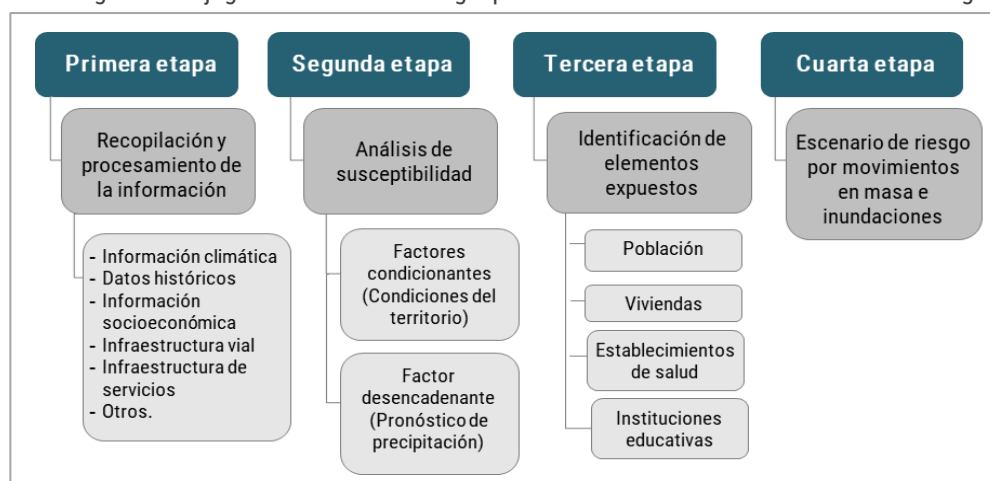 Primera etapa
Recopilación y
procesamiento de
la información
- Información climática
- Datos históricos
- Información
socioeconómica
- Infraestructura vial
- Infraestructura de
servicios
- Otros.
Segunda etapa
Análisis de
susceptibilidad
Factores
condicionantes
(Condiciones del
territorio)
Factor
desencadenante
(Pronóstico de
precipitación)
Tercera etapa
Identificación de
elementos
expuestos
Población
Viviendas
Establecimientos
de salud
Instituciones
educativas
Cuarta etapa
Escenario de riesgo
por movimientos
en masa e
inundaciones